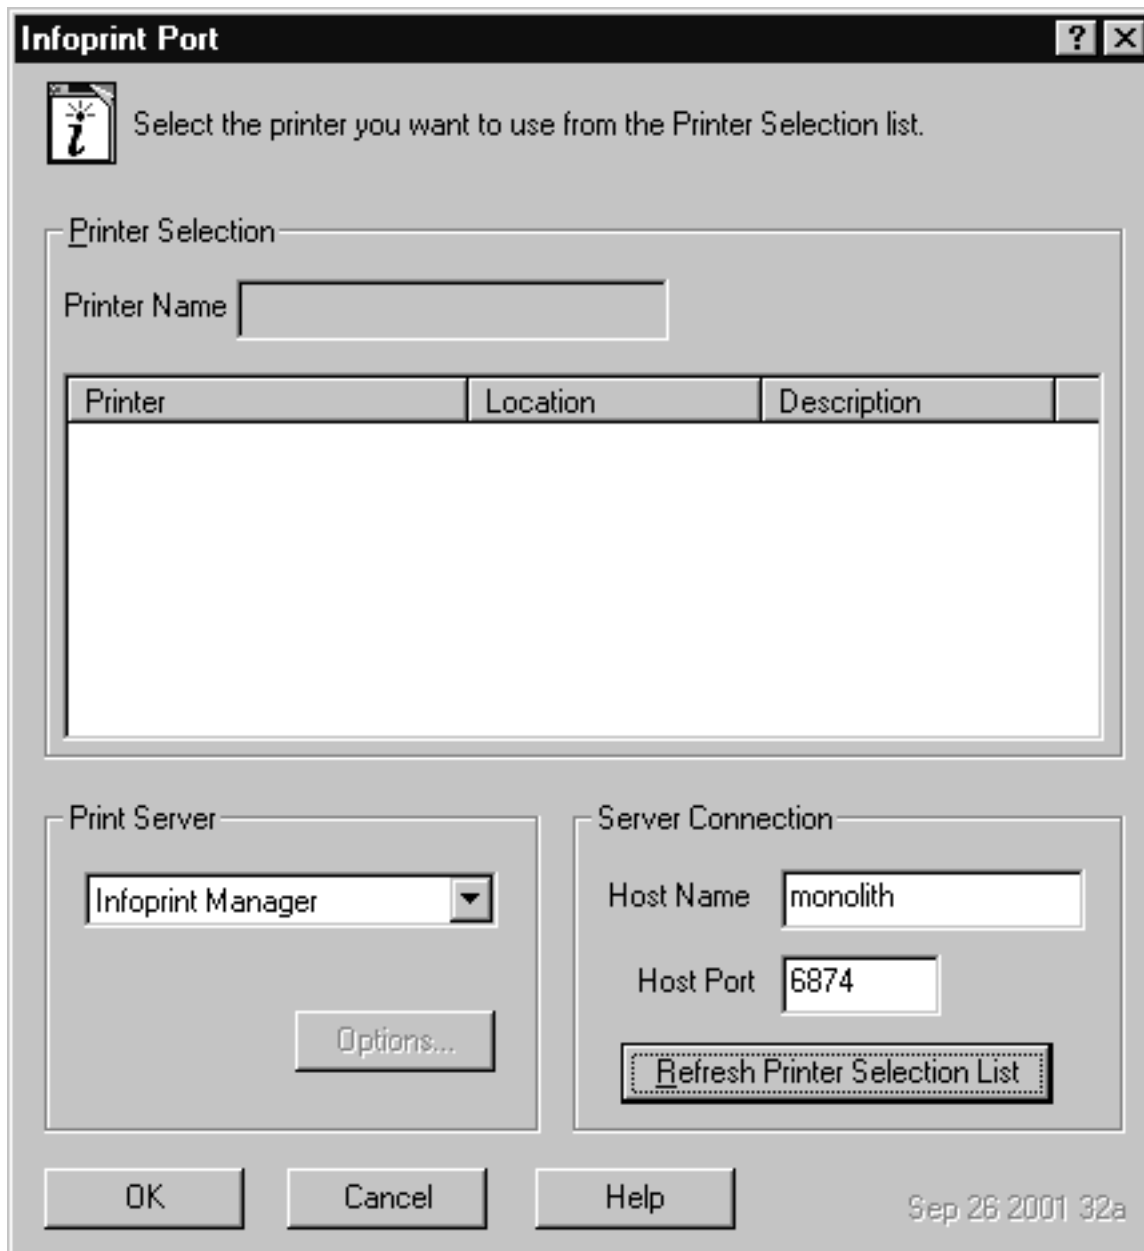 Infoprint Port
Select the printer you want to use from the Printer Selection list.
Printer Selection
Printer Name
Printer Location Description
Print Server
Infoprint Manager
Options...
Server Connection
Host Name monolith
Host Port 6874
Refresh Printer Selection List
OK Cancel Help Sep 26 2001 32a